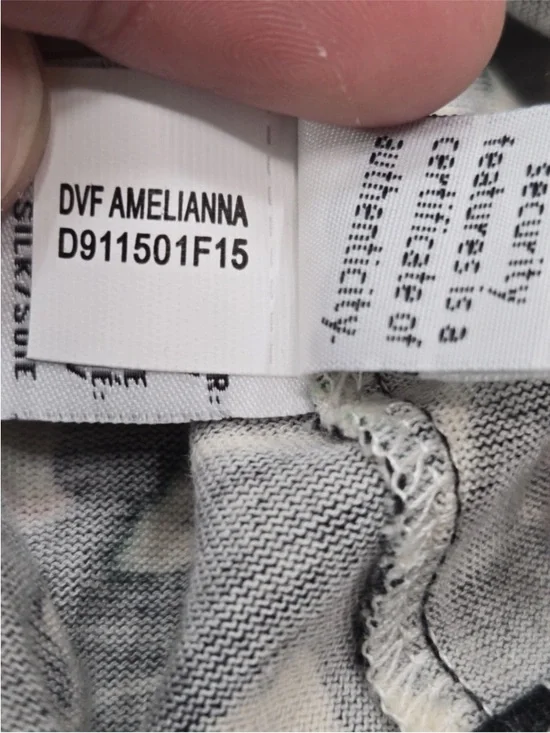 DVF AMELIANNA
D911501F15
security
features is a
certificate of
authenticity.
SILK/SOIE